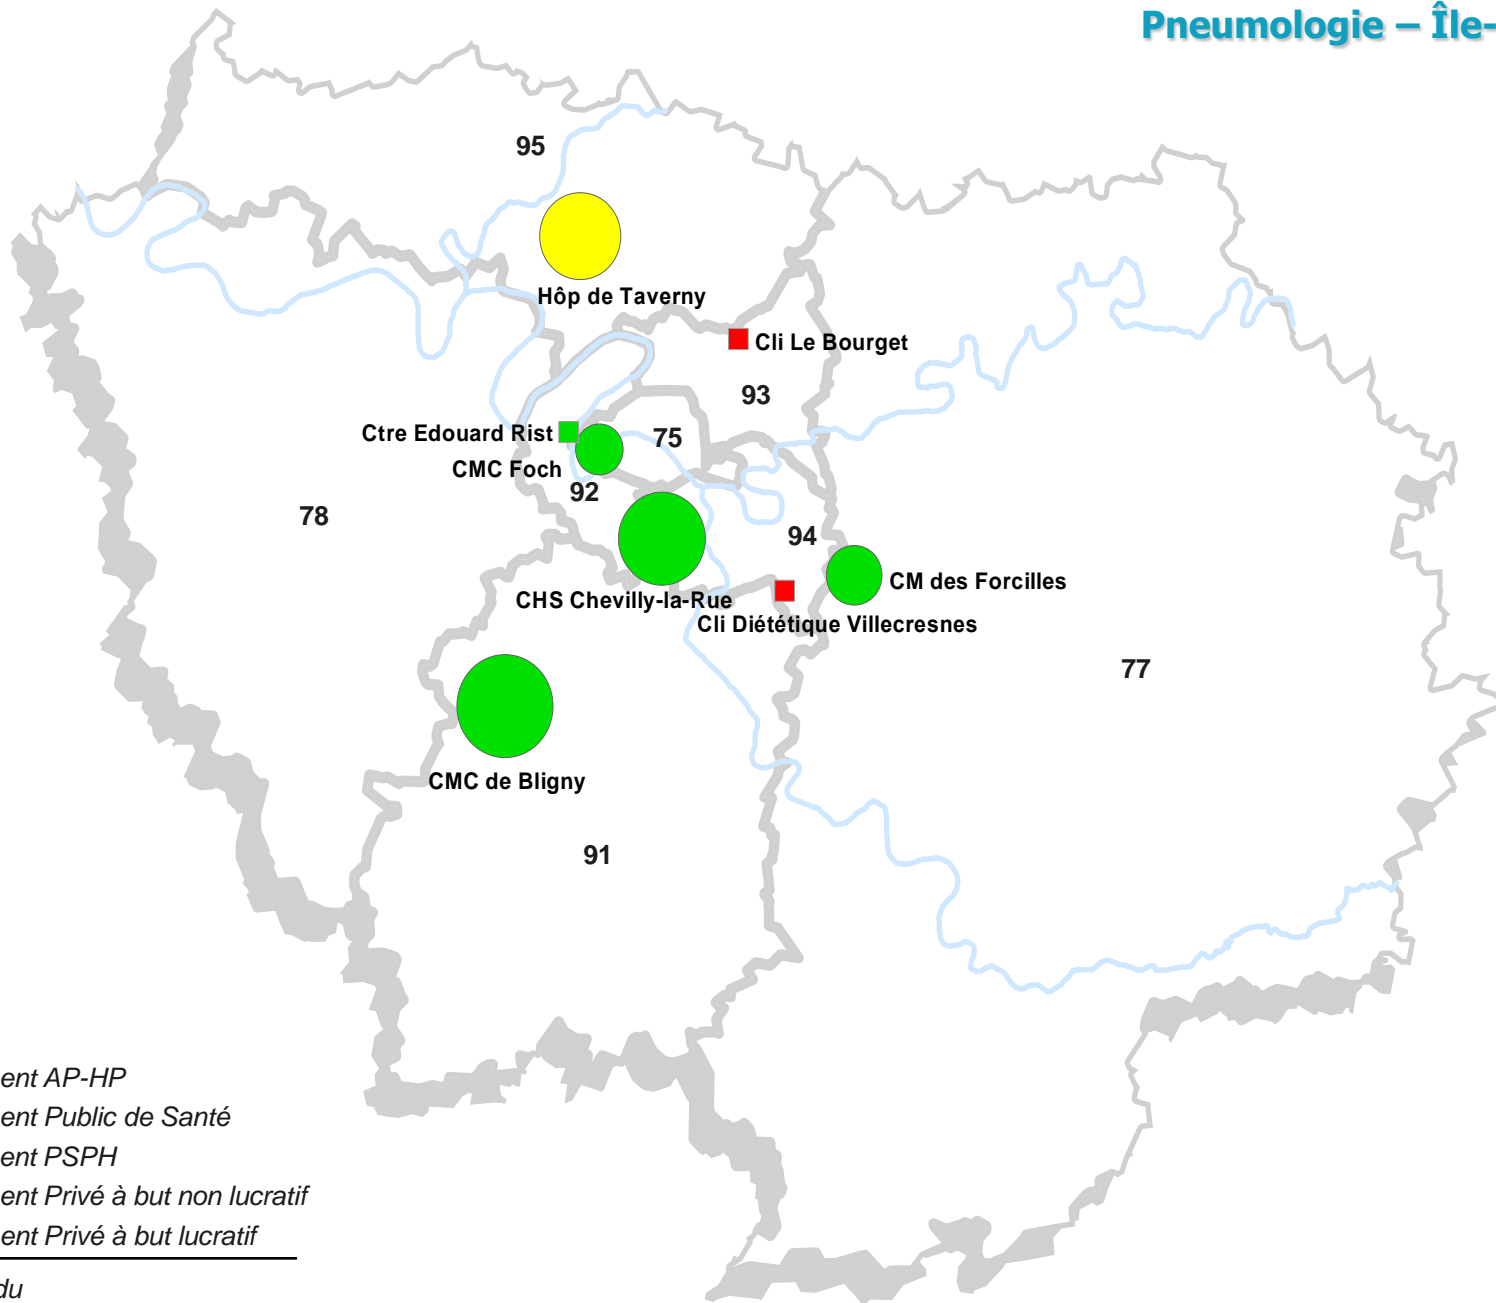 Pneumologie – Île-
95
Hôp de Taverny
Cli Le Bourget
93
Ctre Edouard Rist
75
CMC Foch
92
78
94
CM des Forcilles
CHS Chevilly-la-Rue
Cli Diététique Villecresnes
77
CMC de Bligny
91
ent AP-HP
ent Public de Santé
ent PSPH
ent Privé à but non lucratif
ent Privé à but lucratif
du